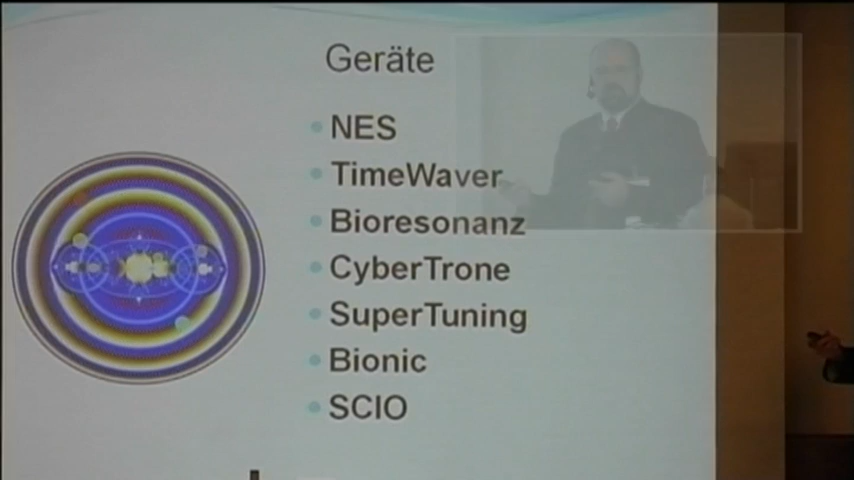 Geräte
NES
TimeWaver
Bioresonanz
CyberTrone
SuperTuning
Bionic
SCIO